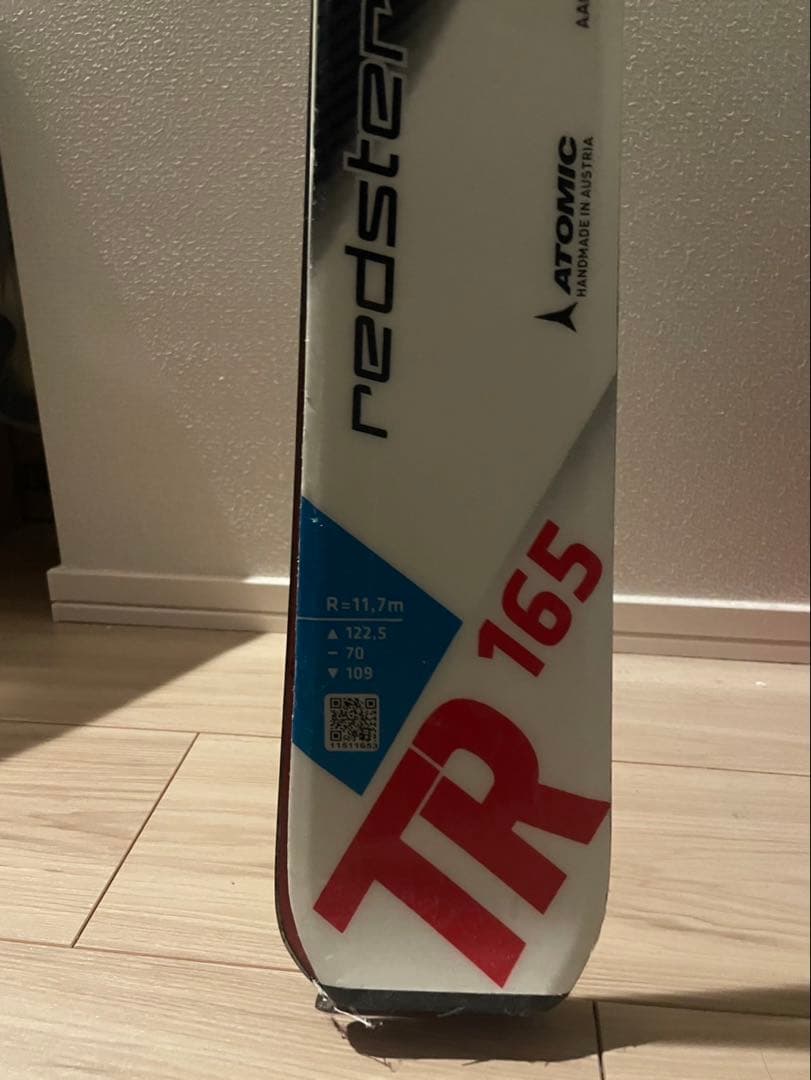 redster
ATOMIC
HANDMADE IN AUSTRIA
R=11,7m
▲ 122,5
– 70
▼ 109
165
TR